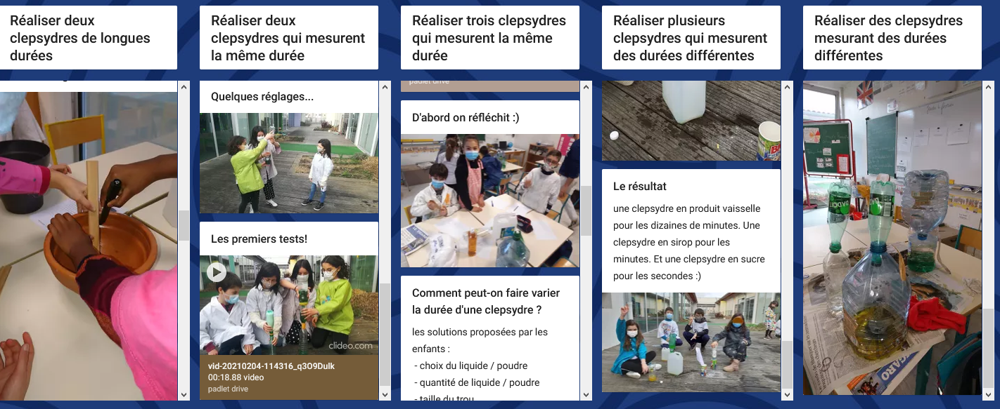 Réaliser deux
clepsydres de longues
durées
Réaliser deux
clepsydres qui mesurent
la même durée
Quelques réglages...
Les premiers tests!
clideo.com
vid-20210204-114316_q3O9Dulk
00:18.88 video
padlet drive
Réaliser trois clepsydres
qui mesurent la même
durée
padlet drive
D'abord on réfléchit :)
Comment peut-on faire varier
la durée d'une clepsydre ?
les solutions proposées par les
enfants :
- choix du liquide / poudre
- quantité de liquide / poudre
- taille du trou
Réaliser plusieurs
clepsydres qui mesurent
des durées différentes
Le résultat
une clepsydre en produit vaisselle
pour les dizaines de minutes. Une
clepsydre en sirop pour les
minutes. Et une clepsydre en sucre
pour les secondes :)
Réaliser des clepsydres
mesurant des durées
différentes
BADOIT
FIGARO